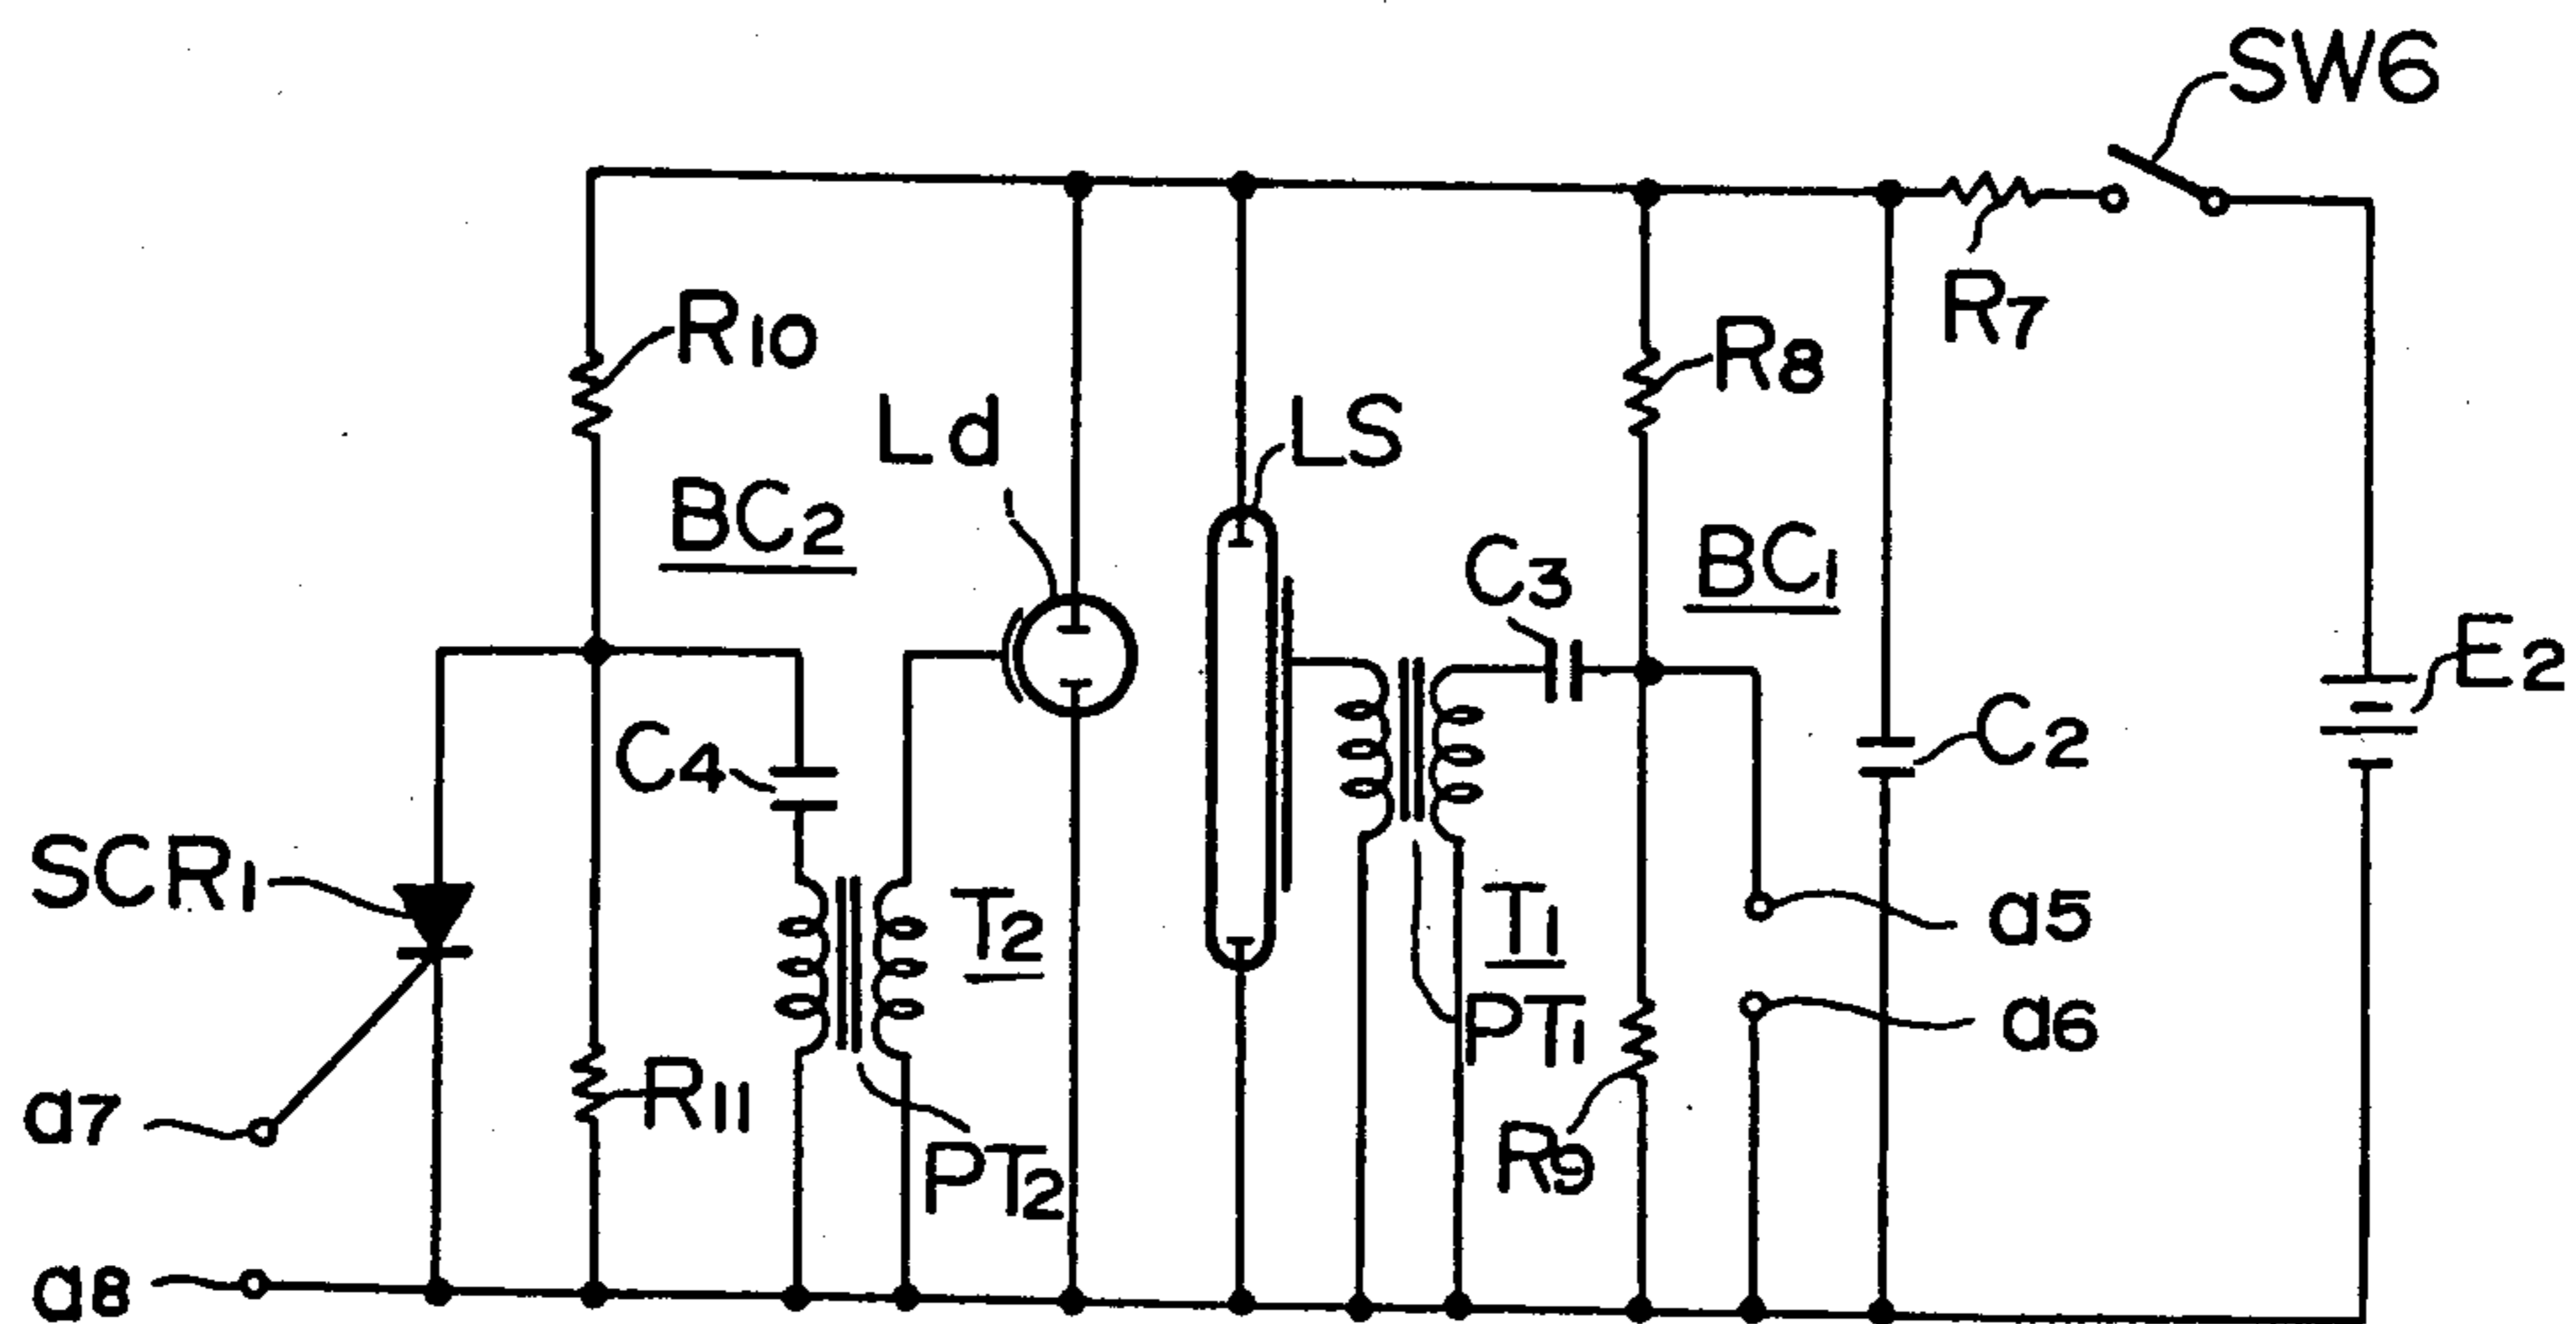 SW6
R7
R10
R8
Ld
LS
BC2
C3
BC1
E2
C4
C2
SCR1
T2
T1
a5
PT1
a6
a7
R11
PT2
R9
a8